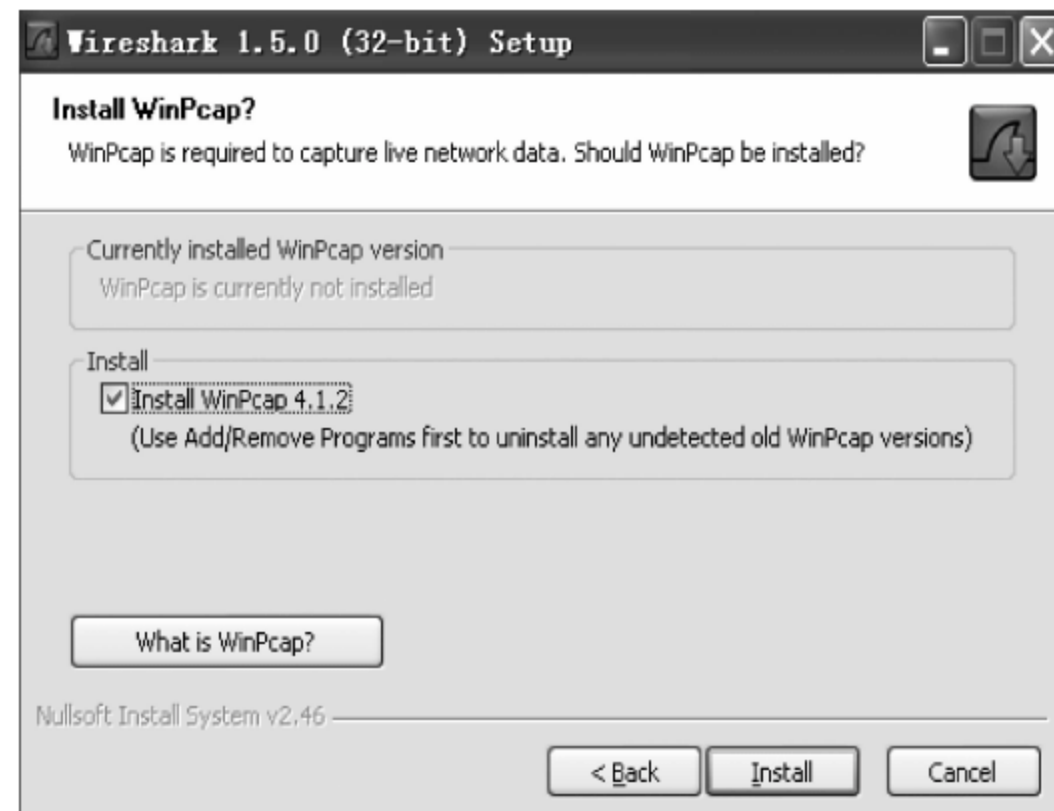 Wireshark 1.5.0 (32-bit) Setup
Install WinPcap?
WinPcap is required to capture live network data. Should WinPcap be installed?
Currently installed WinPcap version
WinPcap is currently not installed
Install
Install WinPcap 4.1.2
(Use Add/Remove Programs first to uninstall any undetected old WinPcap versions)
What is WinPcap?
Nullsoft Install System v2.46
< Back
Install
Cancel